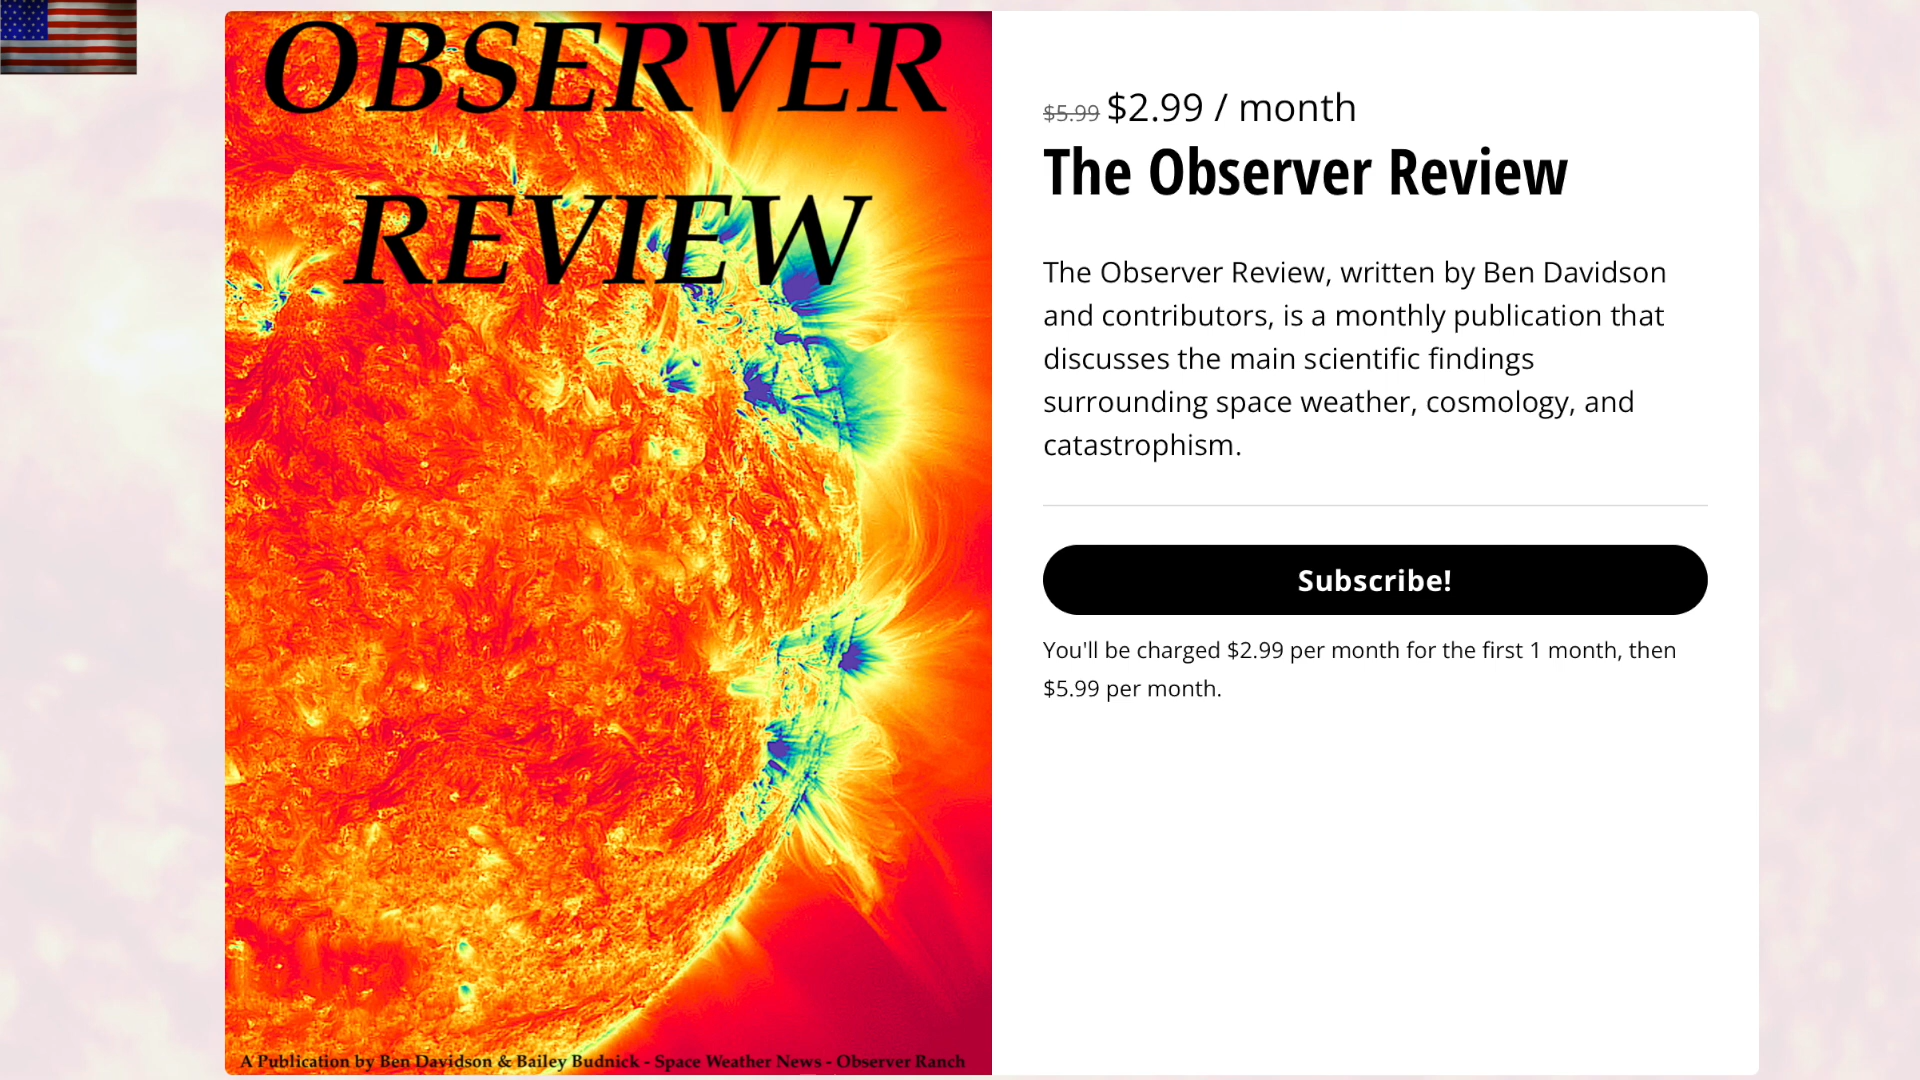 OBSERVER
REVIEW
A Publication by Ben Davidson & Bailey Budnick - Space Weather News - Observer Ranch
$5.99 $2.99 / month
The Observer Review
The Observer Review, written by Ben Davidson
and contributors, is a monthly publication that
discusses the main scientific findings
surrounding space weather, cosmology, and
catastrophism.
Subscribe!
You'll be charged $2.99 per month for the first 1 month, then
$5.99 per month.